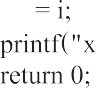 = i;
printf("x
return 0;